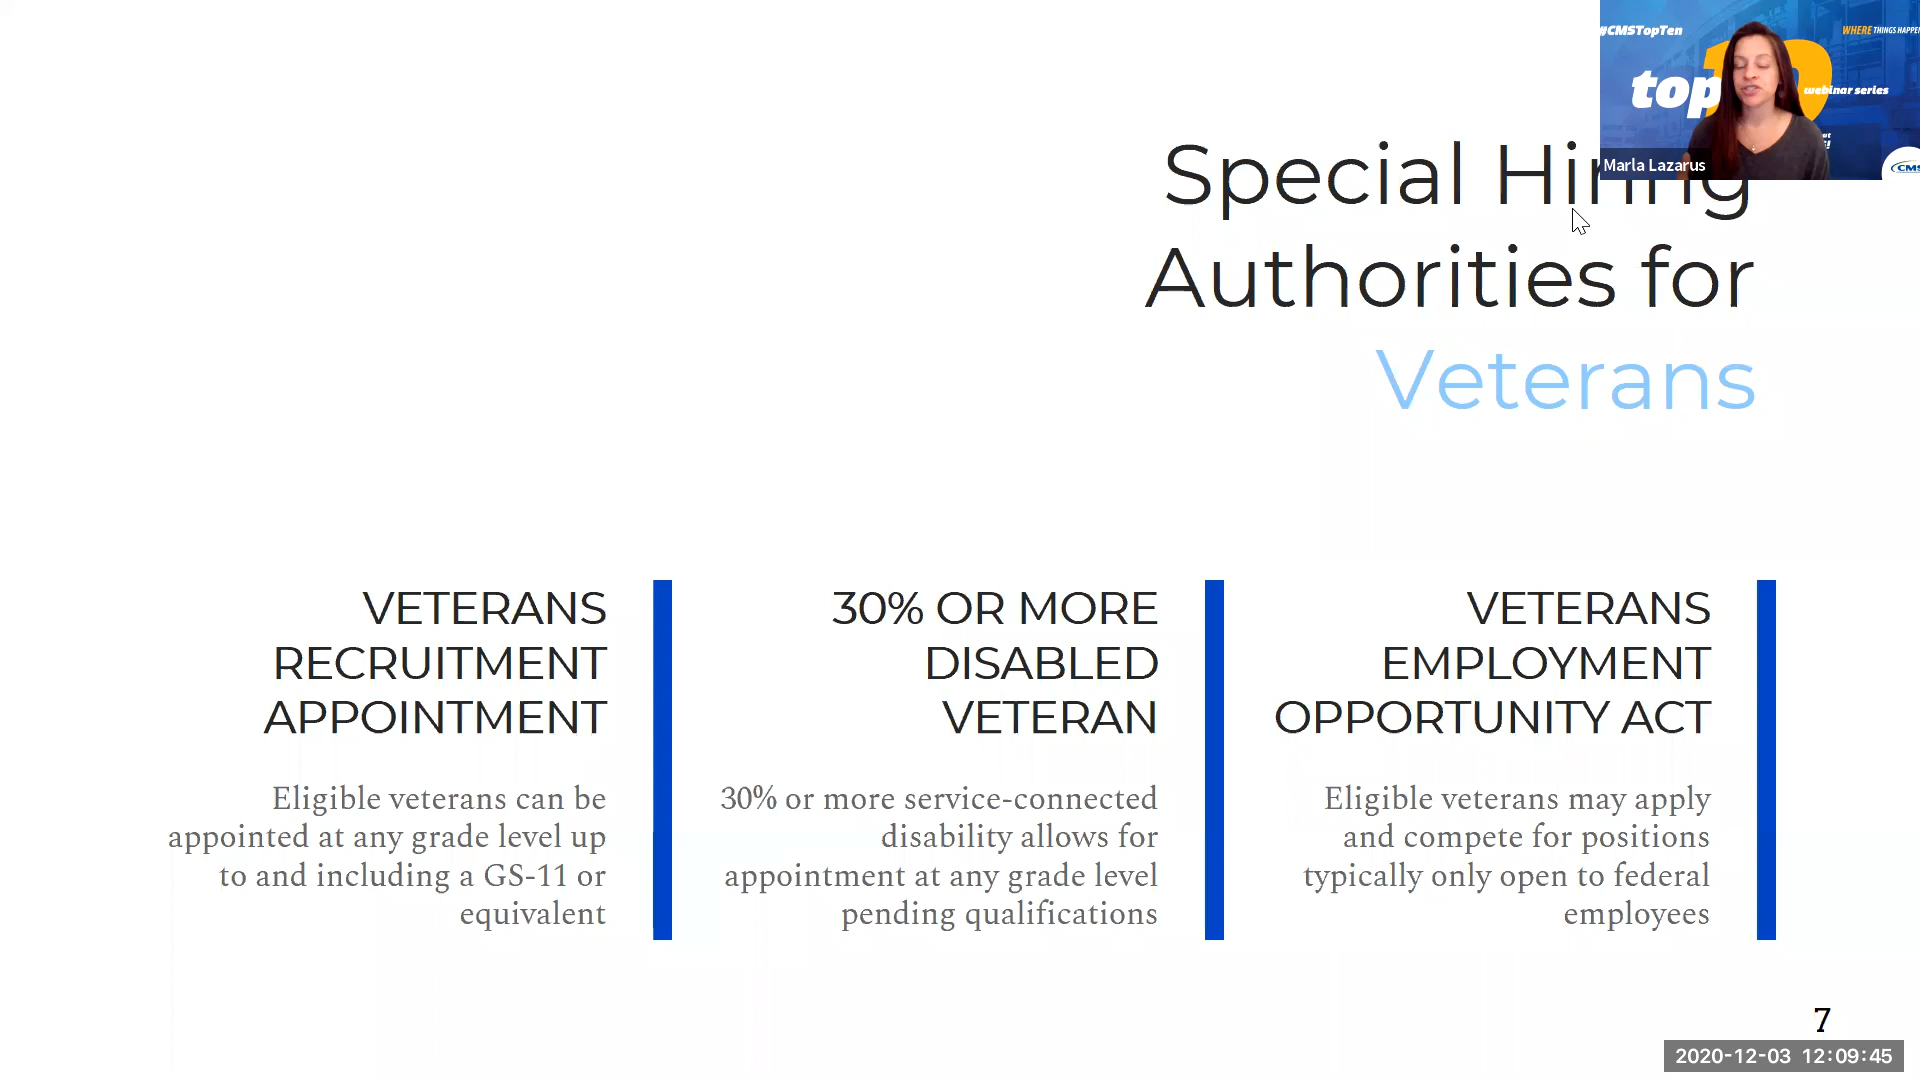 #CMSTopTen
WHERE THINGS HAPPEN
top
webinar series
Marla Lazarus
CMS
Special Hiring
Authorities for
Veterans
VETERANS
RECRUITMENT
APPOINTMENT
Eligible veterans can be
appointed at any grade level up
to and including a GS-11 or
equivalent
30% OR MORE
DISABLED
VETERAN
30% or more service-connected
disability allows for
appointment at any grade level
pending qualifications
VETERANS
EMPLOYMENT
OPPORTUNITY ACT
Eligible veterans may apply
and compete for positions
typically only open to federal
employees
7
2020-12-03 12:09:45